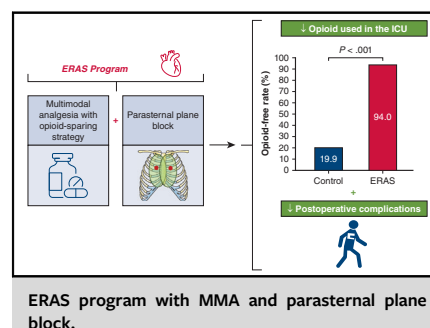 ERAS Program
Multimodal
analgesia with
opioid-sparing
strategy
+
Parasternal plane
block
↓ Opioid used in the ICU
P < .001
Opioid-free rate (%)
100
90
80
70
60
50
40
30
20
10
0
19.9
94.0
Control
ERAS
+
↓ Postoperative complications
ERAS program with MMA and parasternal plane
block.